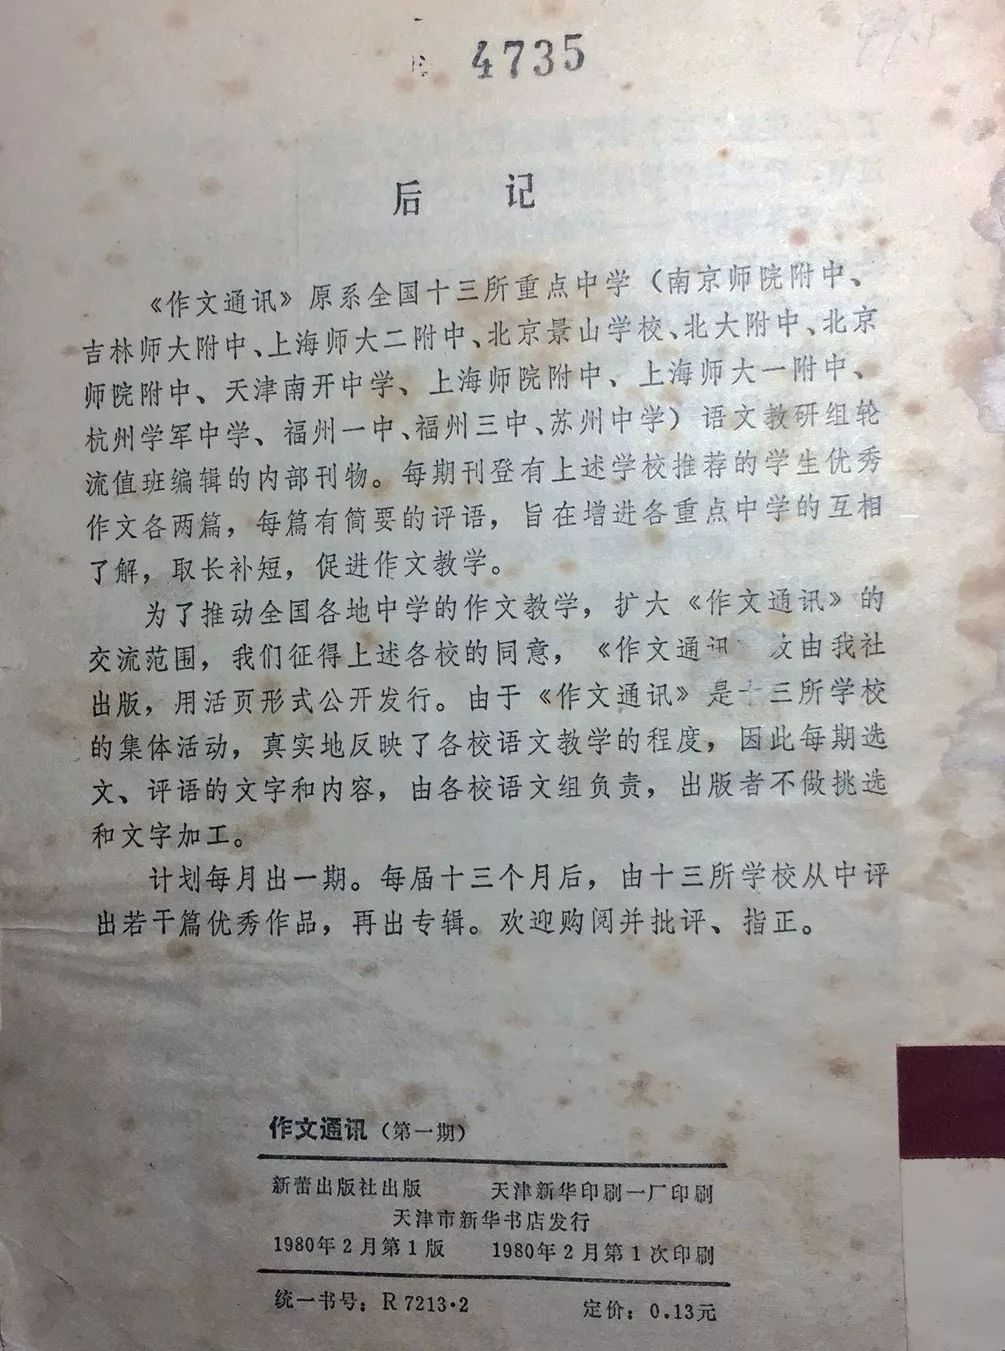 4735
后 记
《作文通讯》原系全国十三所重点中学（南京师院附中、
吉林师大附中、上海师大二附中、北京景山学校、北大附中、北京
师院附中、天津南开中学、上海师院附中、上海师大一附中、
杭州学军中学、福州一中、福州三中、苏州中学）语文教研组轮
流值班编辑的内部刊物。每期刊登有上述学校推荐的学生优秀
作文各两篇，每篇有简要的评语，旨在增进各重点中学的互相
了解，取长补短，促进作文教学。
为了推动全国各地中学的作文教学，扩大《作文通讯》的
交流范围，我们征得上述各校的同意，《作文通讯 由我社
出版，用活页形式公开发行。由于《作文通讯》是十三所学校
的集体活动，真实地反映了各校语文教学的程度，因此每期选
文、评语的文字和内容，由各校语文组负责，出版者不做挑选
和文字加工。
计划每月出一期。每届十三个月后，由十三所学校从中评
出若干篇优秀作品，再出专辑。欢迎购阅并批评、指正。
作文通讯（第一期）
新蕾出版社出版 天津新华印刷一厂印刷
天津市新华书店发行
1980年2月第1版 1980年2月第1次印刷
统一书号：R7213·2 定价：0.13元